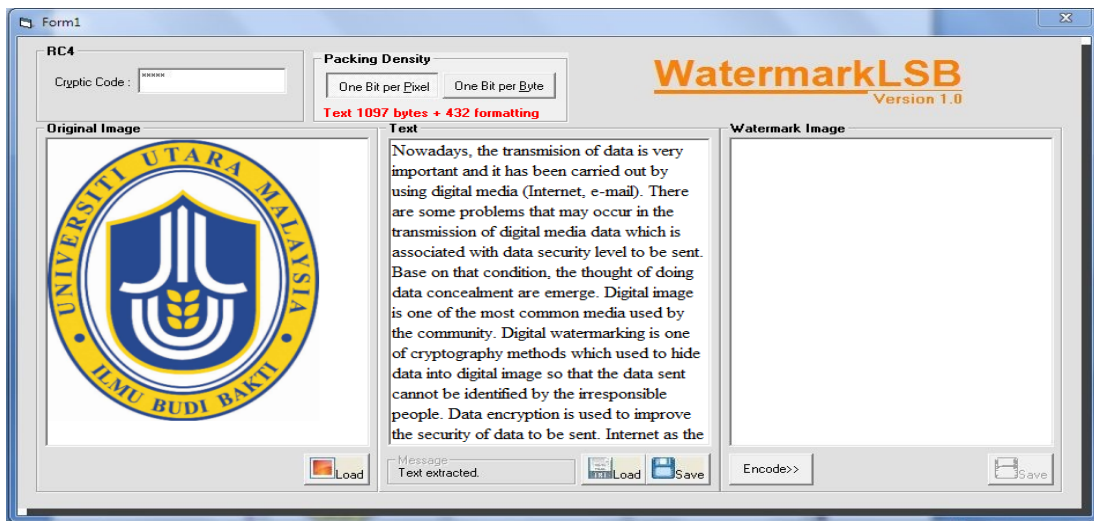 Form1
RC4
Cryptic Code :
*****
Packing Density
One Bit per Pixel
One Bit per Byte
Text 1097 bytes + 432 formatting
WatermarkLSB
Version 1.0
Original Image
UNIVERSITI UTARA MALAYSIA
ILMU BUDI BAKTI
Load
Text
Nowadays, the transmision of data is very
important and it has been carried out by
using digital media (Internet, e-mail). There
are some problems that may occur in the
transmission of digital media data which is
associated with data security level to be sent.
Base on that condition, the thought of doing
data concealment are emerge. Digital image
is one of the most common media used by
the community. Digital watermarking is one
of cryptography methods which used to hide
data into digital image so that the data sent
cannot be identified by the irresponsible
people. Data encryption is used to improve
the security of data to be sent. Internet as the
Message
Text extracted.
Load
Save
Watermark Image
Encode>>
Save